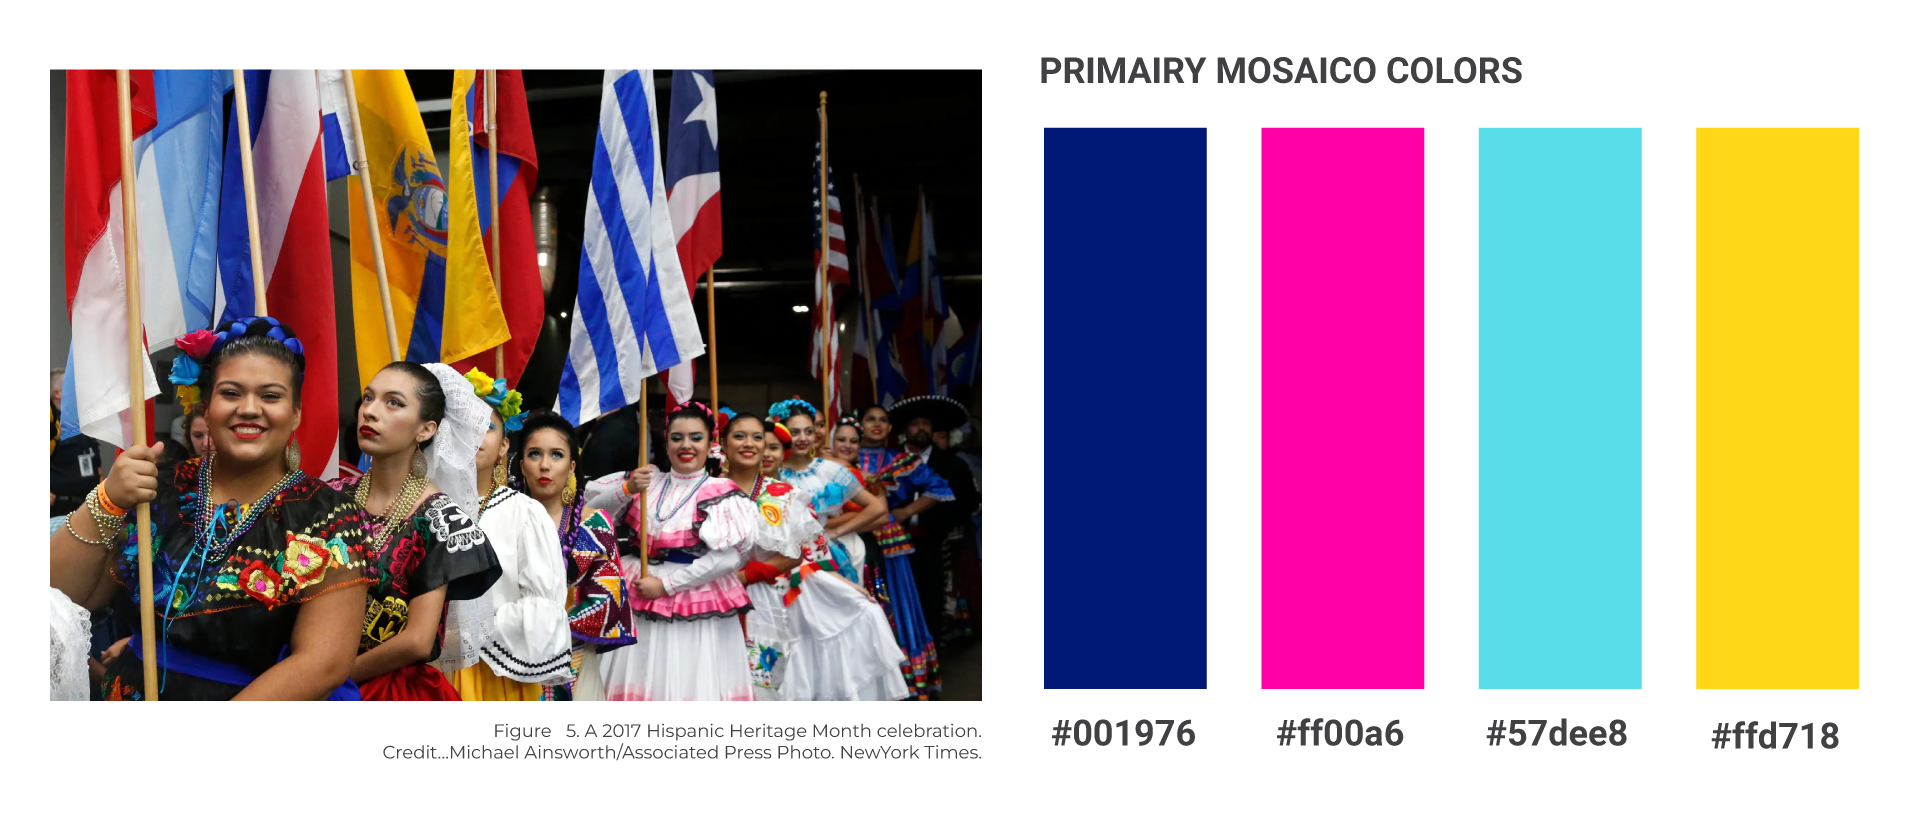 PRIMAIRY MOSAICO COLORS
Figure 5. A 2017 Hispanic Heritage Month celebration.
Credit...Michael Ainsworth/Associated Press Photo. NewYork Times.
#001976
#ff00a6
#57dee8
#ffd718